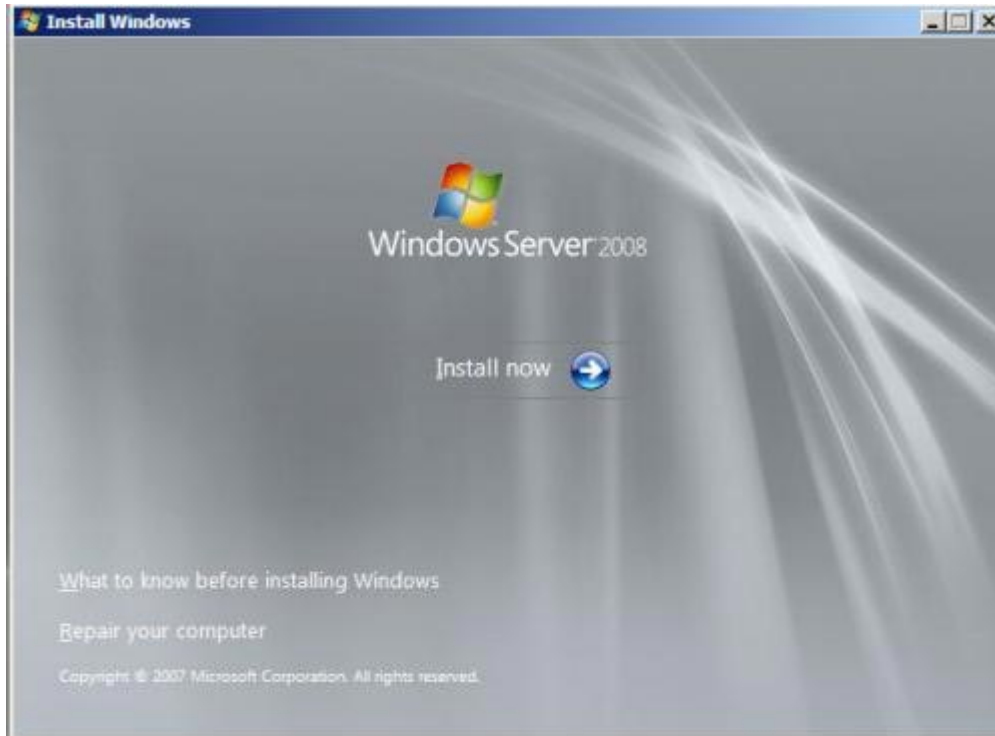 Install Windows
Windows Server 2008
Install now
What to know before installing Windows
Repair your computer
Copyright © 2007 Microsoft Corporation. All rights reserved.